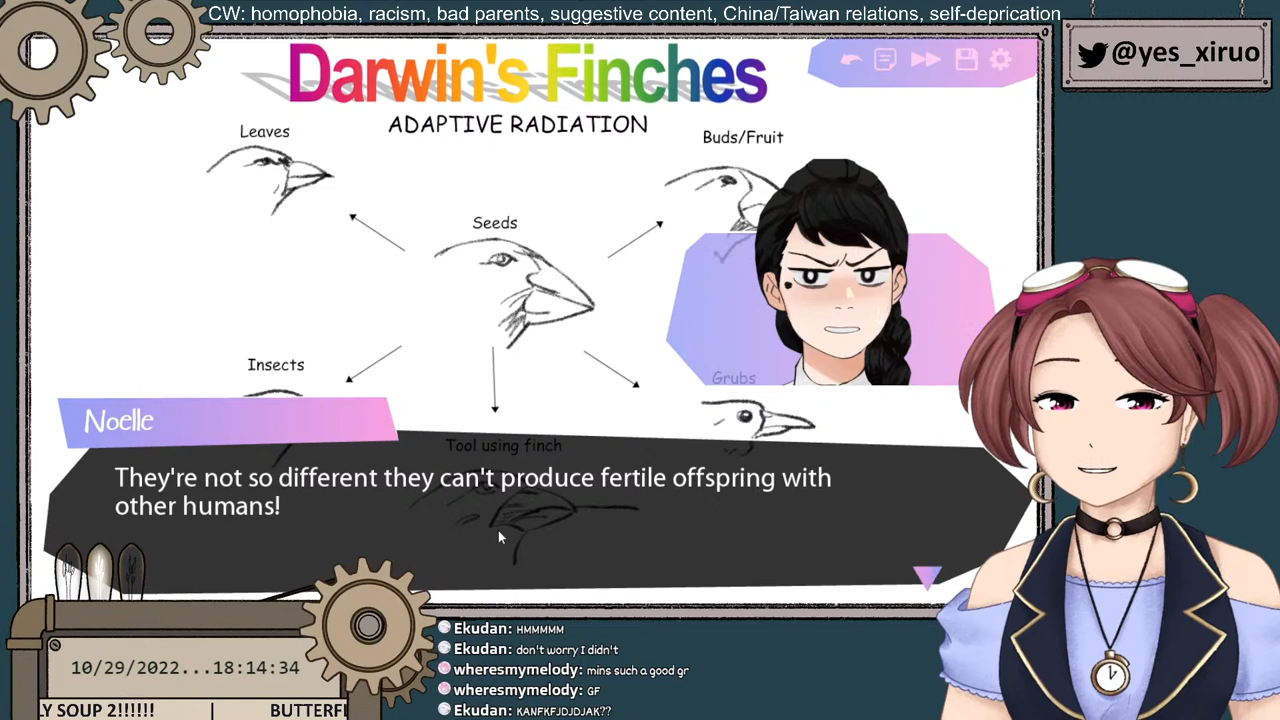 CW: homophobia, racism, bad parents, suggestive content, China/Taiwan relations, self-deprication
@yes_xiruo
Darwin's Finches
ADAPTIVE RADIATION
Leaves
Buds/Fruit
Seeds
Insects
Grubs
Noelle
Tool using finch
They're not so different they can't produce fertile offspring with
other humans!
Ekudan: HMMMMM
Ekudan: don't worry I didn't
wheresmymelody: mins such a good gr
wheresmymelody: GF
Ekudan: KANFKFJDJDJAK??
10/29/2022...18:14:34
Y SOUP 2!!!!!! | BUTTERF